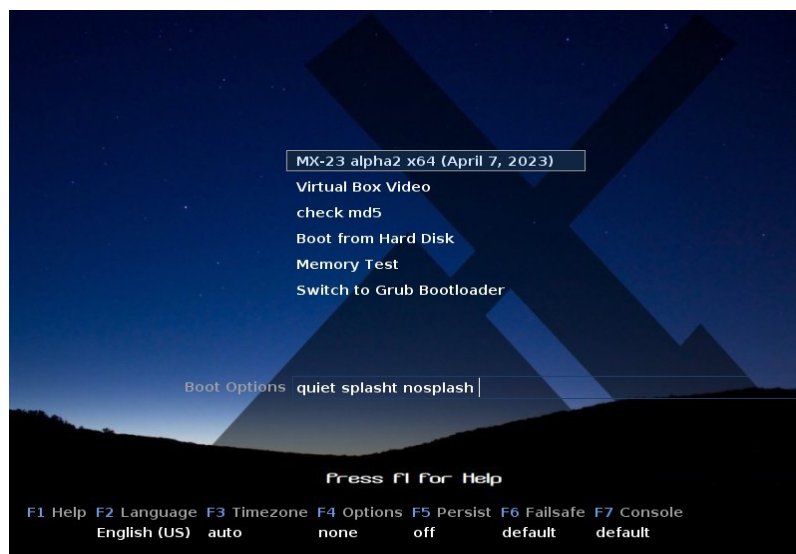 MX-23 alpha2 x64 (April 7, 2023)
Virtual Box Video
check md5
Boot from Hard Disk
Memory Test
Switch to Grub Bootloader
Boot Options quiet splasht nosplash
Press F1 for Help
F1 Help F2 Language F3 Timezone F4 Options F5 Persist F6 Failsafe F7 Console
English (US) auto none off default default